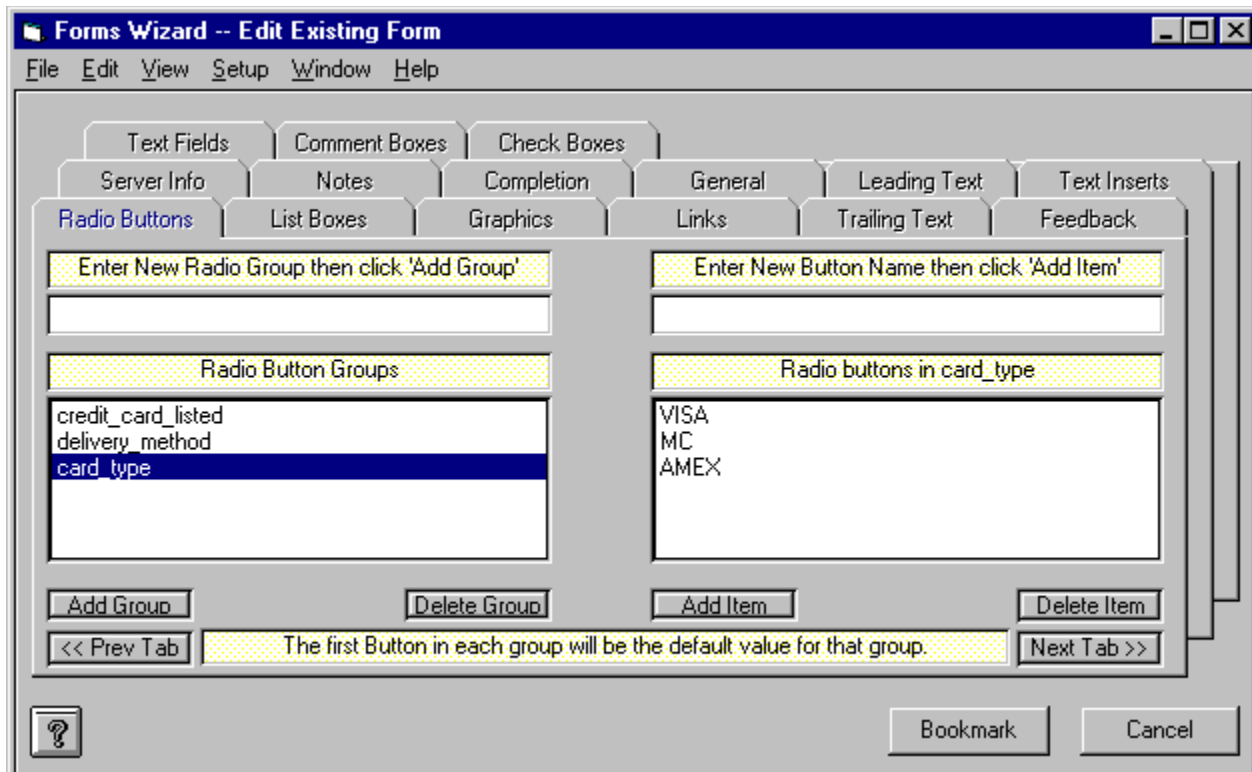 Forms Wizard -- Edit Existing Form
File Edit View Setup Window Help
Text Fields Comment Boxes Check Boxes
Server Info Notes Completion General Leading Text Text Inserts
Radio Buttons List Boxes Graphics Links Trailing Text Feedback
Enter New Radio Group then click 'Add Group' Enter New Button Name then click 'Add Item'
Radio Button Groups Radio buttons in card_type
credit_card_listed VISA
delivery_method MC
card_type AMEX
Add Group Delete Group Add Item Delete Item
<< Prev Tab The first Button in each group will be the default value for that group. Next Tab >>
? Bookmark Cancel